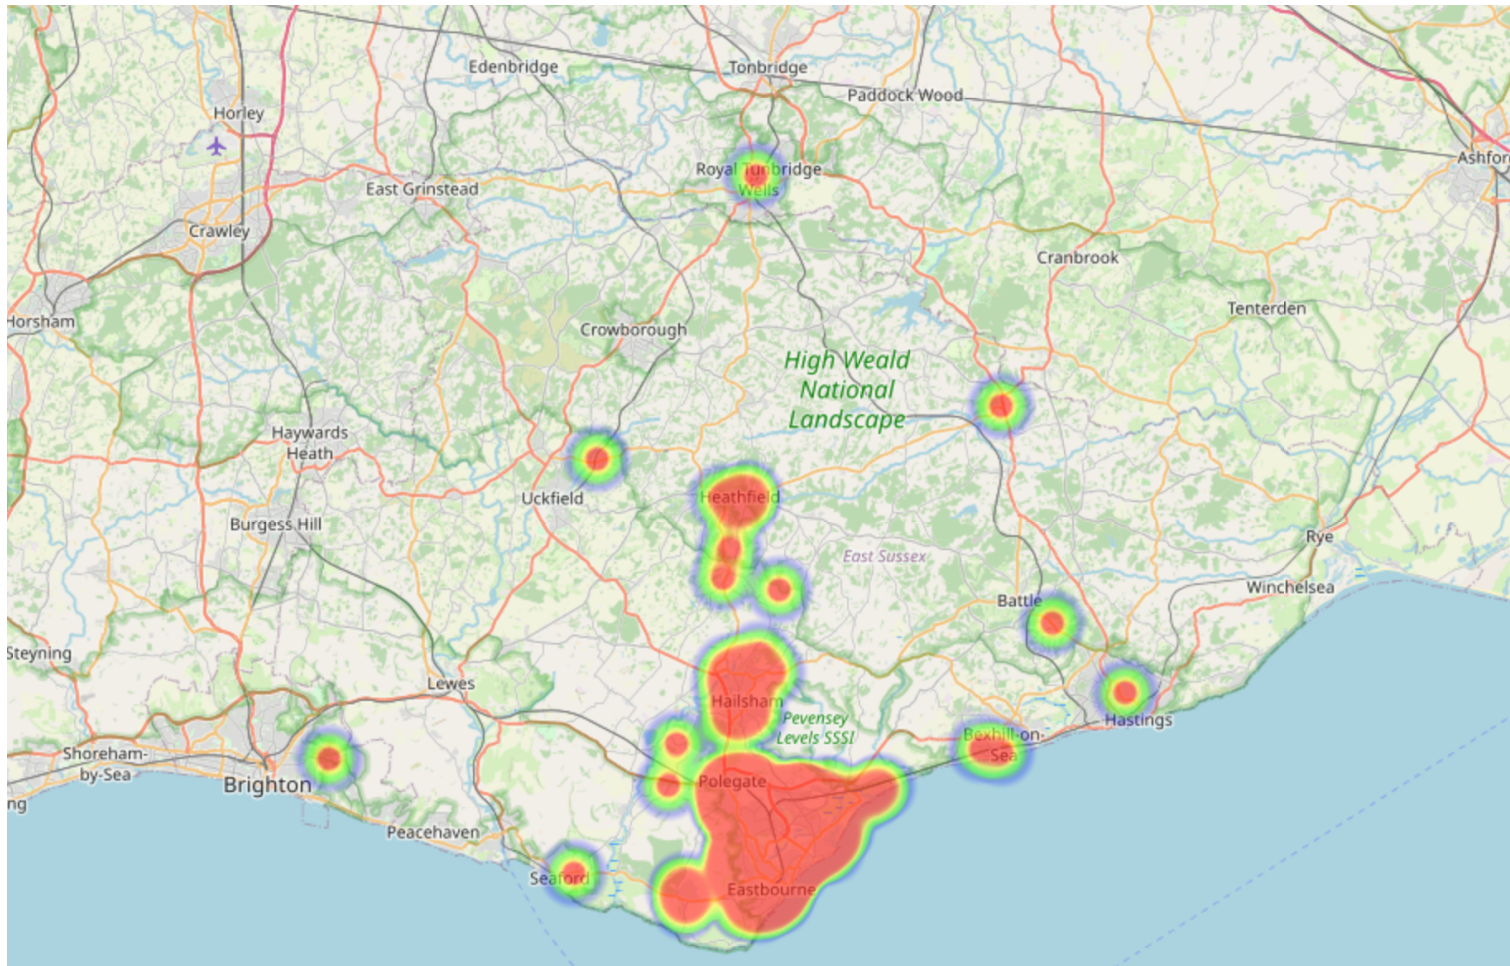 Edenbridge
Tonbridge
Paddock Wood
Horley
Ashfor
Royal Tunbridge
Wells
East Grinstead
Crawley
Cranbrook
Tenterden
Horsham
Crowborough
High Weald
National
Landscape
Haywards
Heath
Uckfield
Heathfield
Burgess Hill
East Sussex
Rye
Winchelsea
Battle
Steyning
Lewes
Hailsham
Pevensey
Levels SSSI
Hastings
Bexhill-on-
Sea
Shoreham-
by-Sea
Brighton
Polegate
ng
Peacehaven
Seaford
Eastbourne